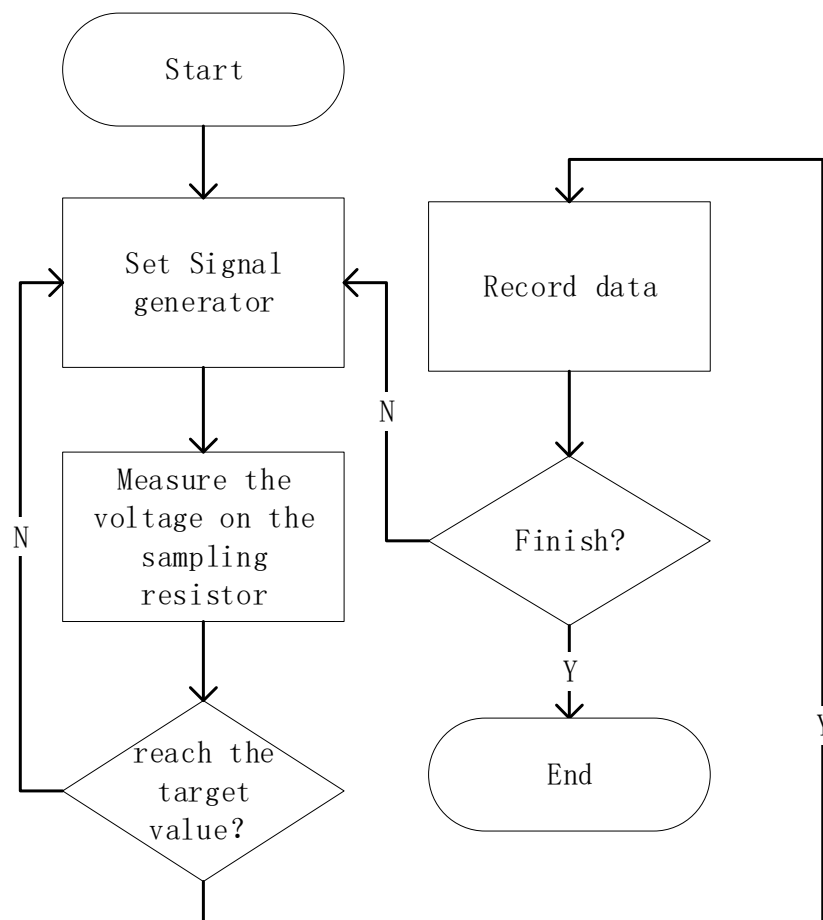 Start
Set Signal
generator
N
Measure the
voltage on the
sampling
resistor
reach the
target
value?
Record data
N
Finish?
Y
End
Y